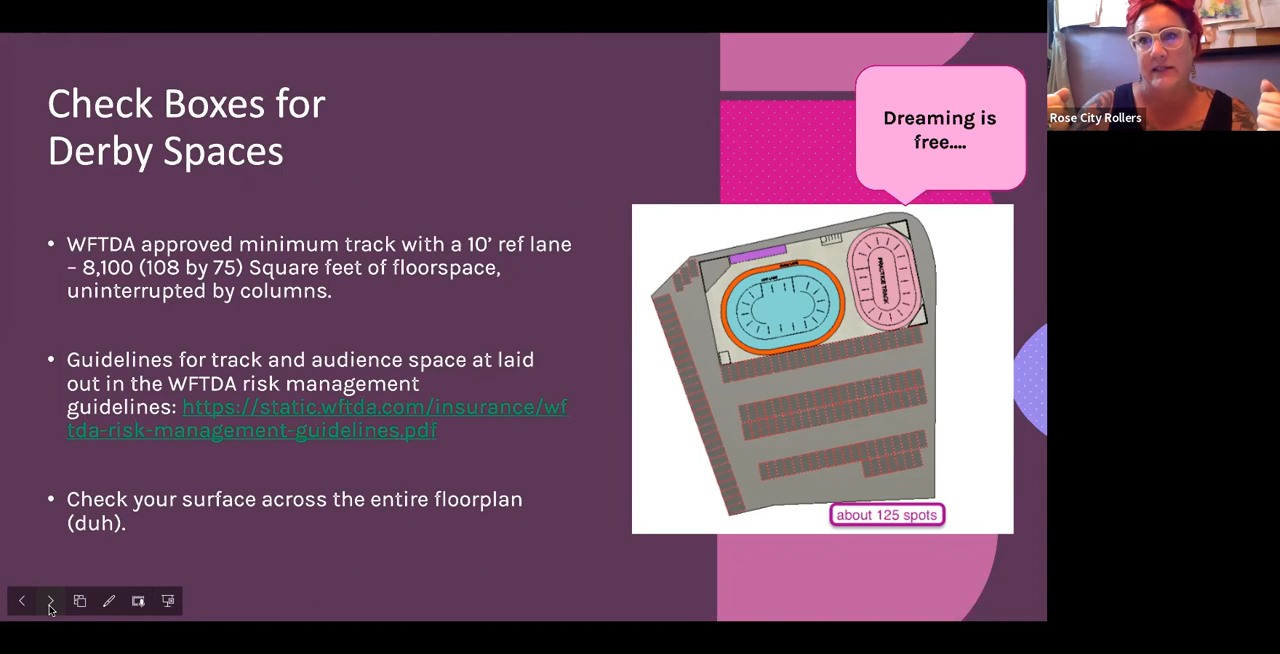 Check Boxes for
Derby Spaces
• WFTDA approved minimum track with a 10’ ref lane
– 8,100 (108 by 75) Square feet of floorspace,
uninterrupted by columns.
• Guidelines for track and audience space at laid
out in the WFTDA risk management
guidelines: https://static.wftda.com/insurance/wf
tda-risk-management-guidelines.pdf
• Check your surface across the entire floorplan
(duh).
Dreaming is
free....
PRACTICE TRACK
about 125 spots
Rose City Rollers